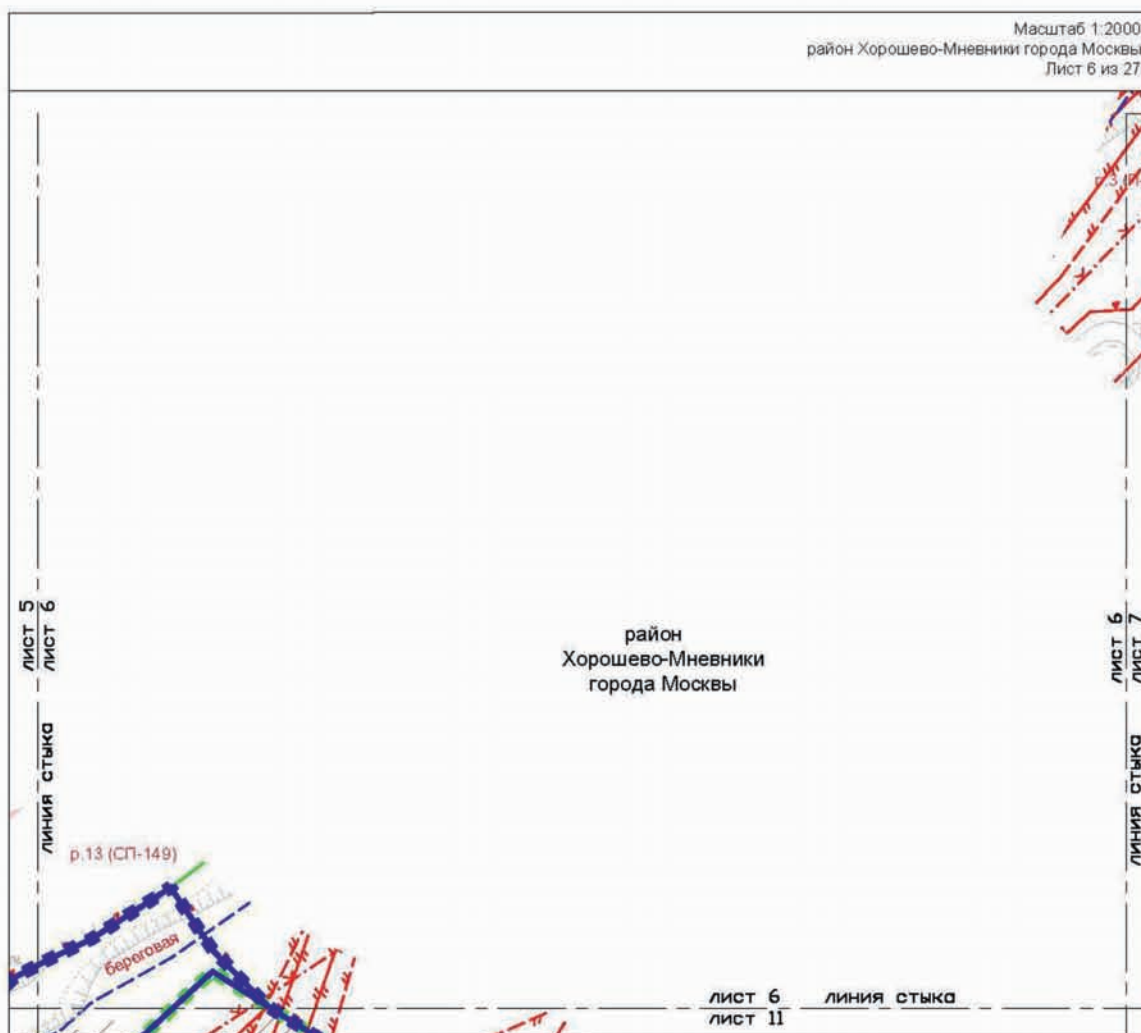 Масштаб 1:2000
район Хорошево-Мневники города Москвы
Лист 6 из 27
лист 5
лист 6
линия стыка
район
Хорошево-Мневники
города Москвы
лист 6
лист 7
линия стыка
р.13 (СП-149)
береговая
лист 6 линия стыка
лист 11